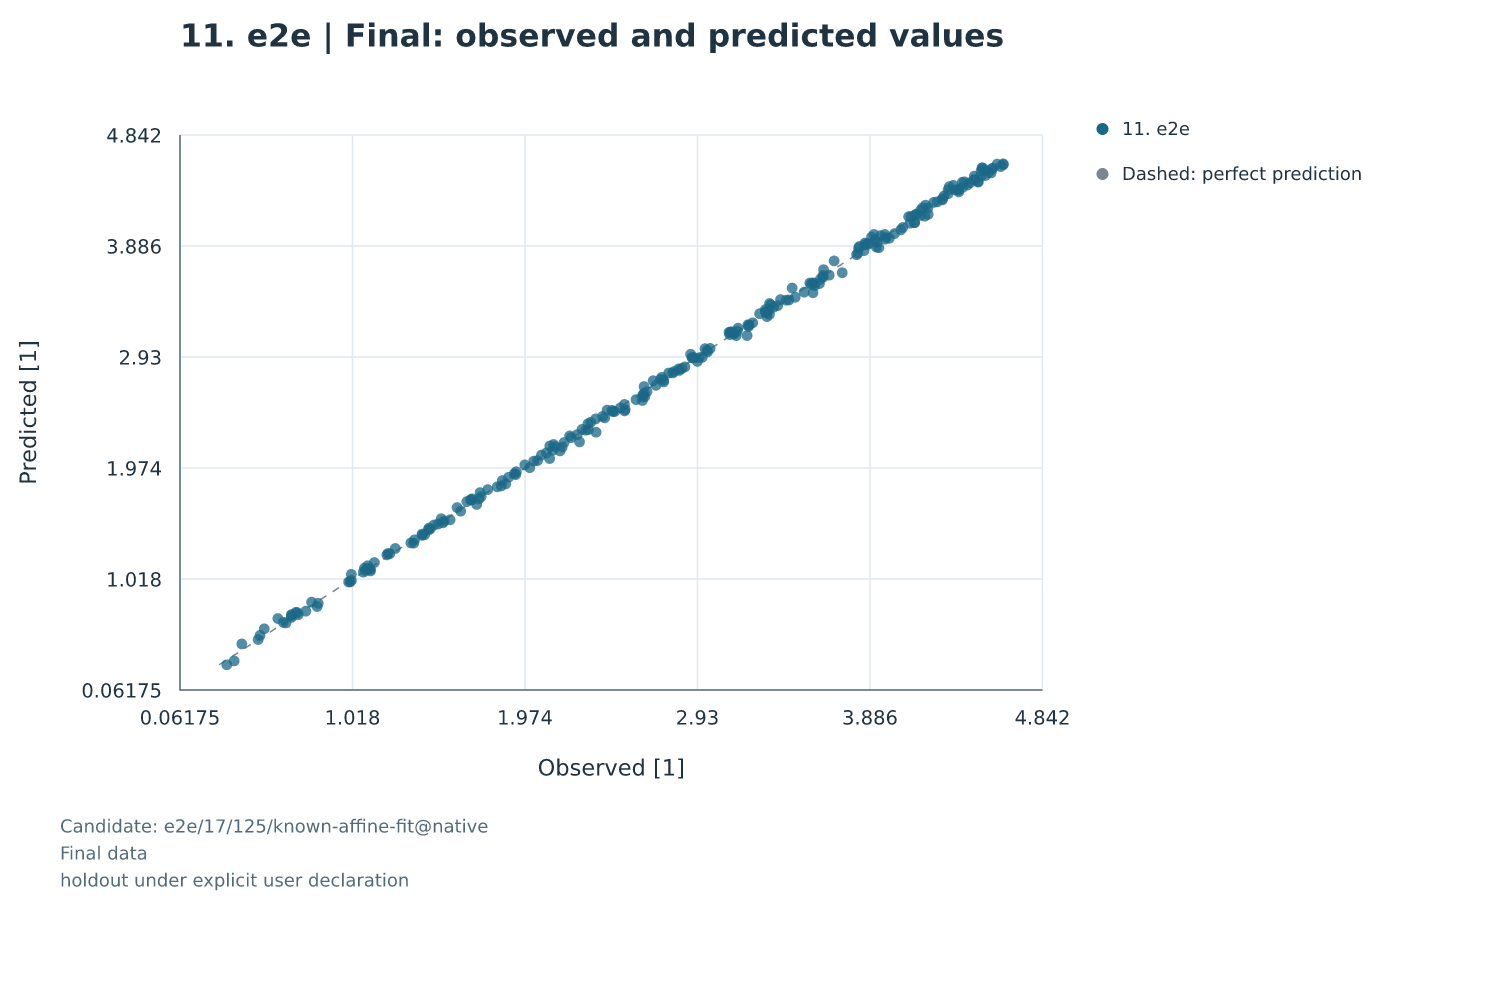 11. e2e | Final: observed and predicted values
11. e2e
Dashed: perfect prediction
4.842
3.886
2.93
1.974
1.018
0.06175
Predicted [1]
0.06175
1.018
1.974
2.93
3.886
4.842
Observed [1]
Candidate: e2e/17/125/known-affine-fit@native
Final data
holdout under explicit user declaration